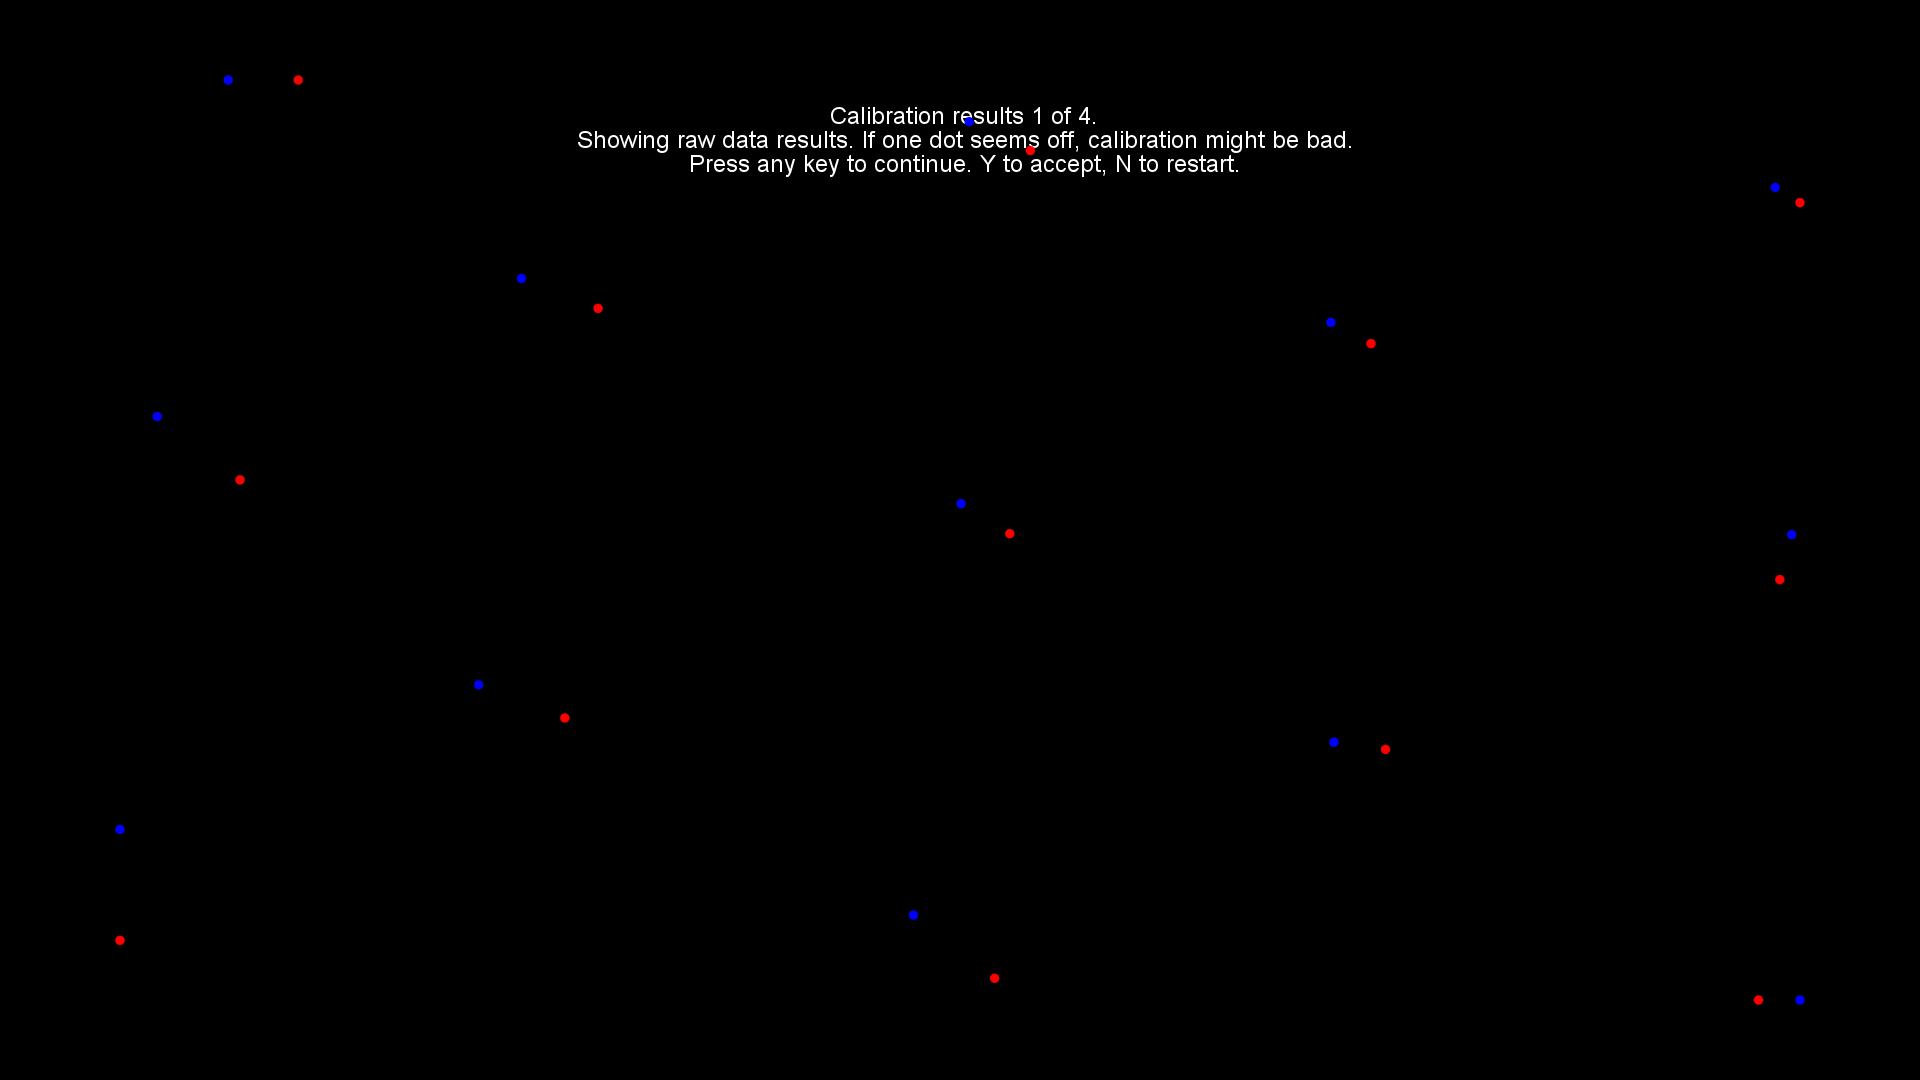 Calibration results 1 of 4.
Showing raw data results. If one dot seems off, calibration might be bad.
Press any key to continue. Y to accept, N to restart.